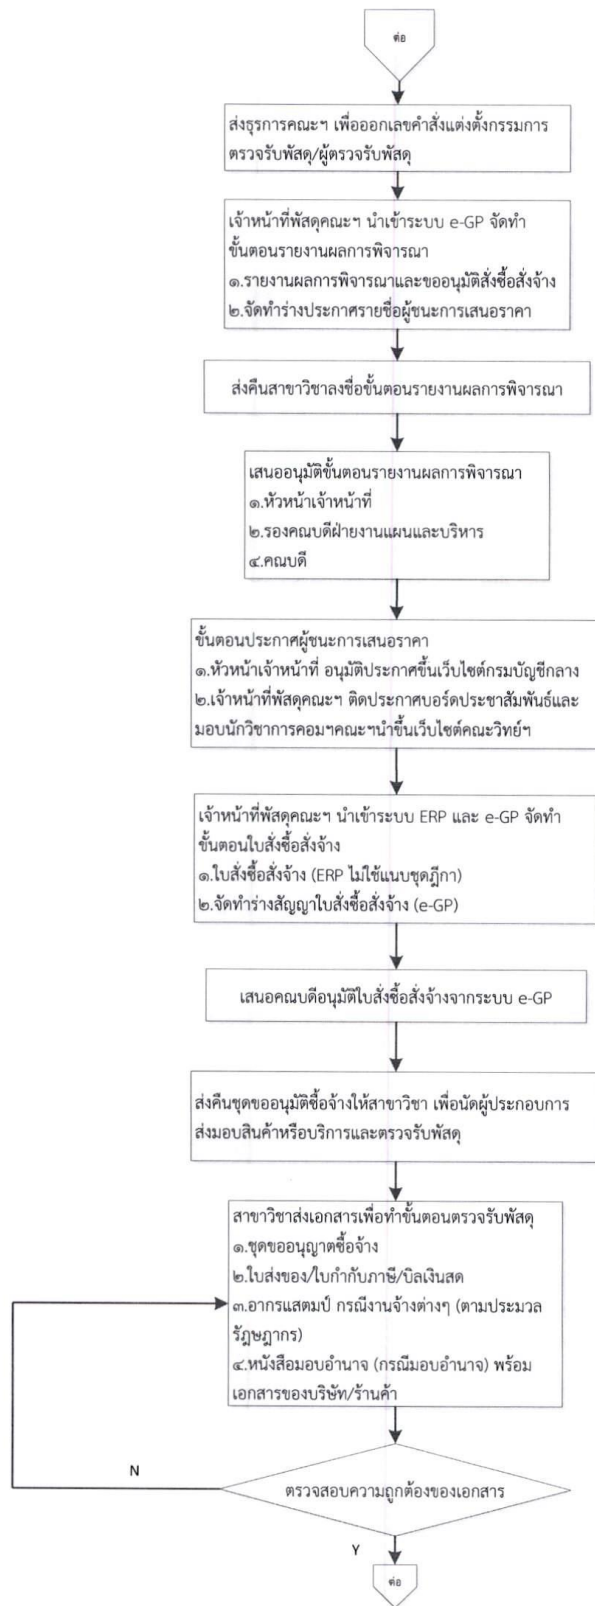 ต่อ
ส่งธุรการคณะฯ เพื่อออกเลขคำสั่งแต่งตั้งกรรมการ
ตรวจรับพัสดุ/ผู้ตรวจรับพัสดุ
เจ้าหน้าที่พัสดุคณะฯ นำเข้าระบบ e-GP จัดทำ
ขั้นตอนรายงานผลการพิจารณา
๑.รายงานผลการพิจารณาและขออนุมัติสั่งซื้อสั่งจ้าง
๒.จัดทำร่างประกาศรายชื่อผู้ชนะการเสนอราคา
ส่งคืนสาขาวิชาลงชื่อขั้นตอนรายงานผลการพิจารณา
เสนออนุมัติขั้นตอนรายงานผลการพิจารณา
๑.หัวหน้าเจ้าหน้าที่
๒.รองคณบดีฝ่ายงานแผนและบริหาร
๔.คณบดี
ขั้นตอนประกาศผู้ชนะการเสนอราคา
๑.หัวหน้าเจ้าหน้าที่ อนุมัติประกาศขึ้นเว็บไซต์กรมบัญชีกลาง
๒.เจ้าหน้าที่พัสดุคณะฯ ติดประกาศบอร์ดประชาสัมพันธ์และ
มอบนักวิชาการคอมฯคณะฯนำขึ้นเว็บไซต์คณะวิทย์ฯ
เจ้าหน้าที่พัสดุคณะฯ นำเข้าระบบ ERP และ e-GP จัดทำ
ขั้นตอนใบสั่งซื้อสั่งจ้าง
๑.ใบสั่งซื้อสั่งจ้าง (ERP ไม่ใช้แนบชุดฎีกา)
๒.จัดทำร่างสัญญาใบสั่งซื้อสั่งจ้าง (e-GP)
เสนอคณบดีอนุมัติใบสั่งซื้อสั่งจ้างจากระบบ e-GP
ส่งคืนชุดขออนุมัติซื้อจ้างให้สาขาวิชา เพื่อนัดผู้ประกอบการ
ส่งมอบสินค้าหรือบริการและตรวจรับพัสดุ
สาขาวิชาส่งเอกสารเพื่อทำขั้นตอนตรวจรับพัสดุ
๑.ชุดขออนุญาตซื้อจ้าง
๒.ใบส่งของ/ใบกำกับภาษี/บิลเงินสด
๓.อากรแสตมป์ กรณีงานจ้างต่างๆ (ตามประมวล
รัฎษฎากร)
๔.หนังสือมอบอำนาจ (กรณีมอบอำนาจ) พร้อม
เอกสารของบริษัท/ร้านค้า
N
ตรวจสอบความถูกต้องของเอกสาร
Y
ต่อ